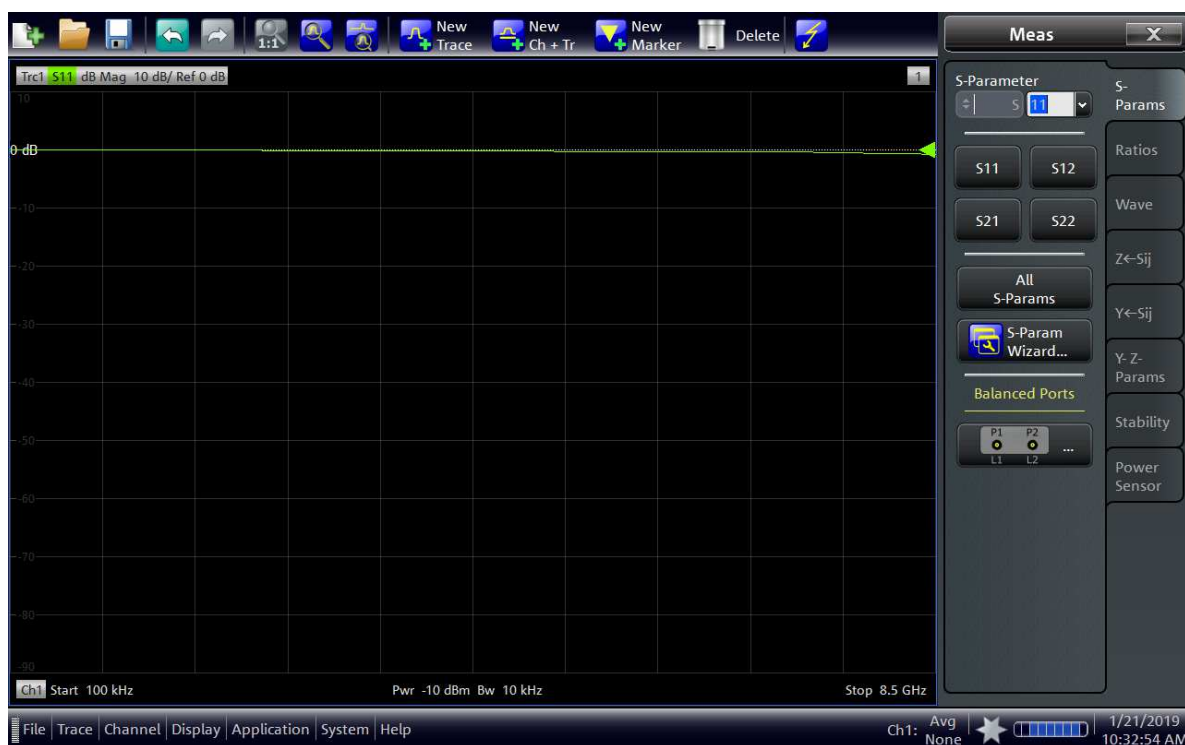 1:1
New
Trace
New
Ch + Tr
New
Marker
Delete
Meas
X
Trc1 S11 dB Mag 10 dB/ Ref 0 dB
1
10
0 dB
-10
-20
-30
-40
-50
-60
-70
-80
-90
Ch1 Start 100 kHz
Pwr -10 dBm Bw 10 kHz
Stop 8.5 GHz
S-Parameter
S 11
S11
S12
S21
S22
All
S-Params
S-Param
Wizard...
Balanced Ports
P1 P2
...
L1 L2
S-
Params
Ratios
Wave
Z←Sij
Y←Sij
Y- Z-
Params
Stability
Power
Sensor
File Trace Channel Display Application System Help
Ch1:
Avg
None
1/21/2019
10:32:54 AM